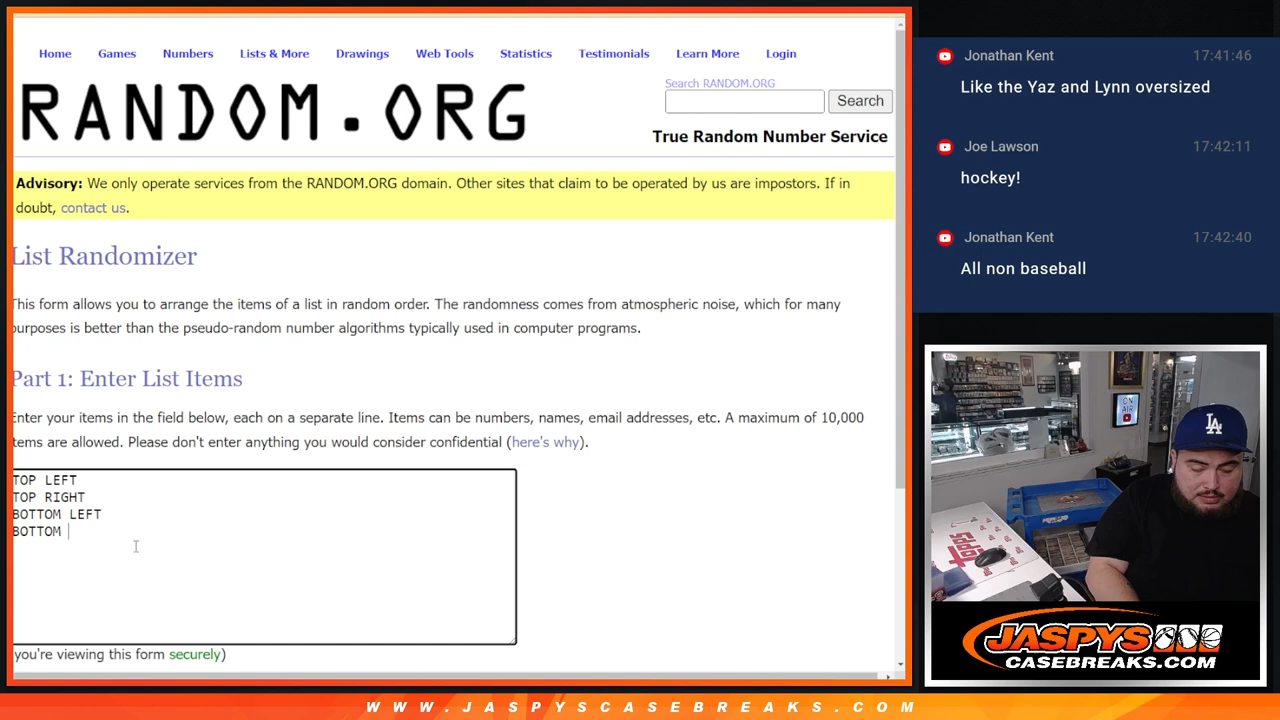 Home Games Numbers Lists & More Drawings Web Tools Statistics Testimonials Learn More Login
RANDOM.ORG
Search RANDOM.ORG
Search
True Random Number Service
Advisory: We only operate services from the RANDOM.ORG domain. Other sites that claim to be operated by us are impostors. If in
doubt, contact us.
List Randomizer
This form allows you to arrange the items of a list in random order. The randomness comes from atmospheric noise, which for many
purposes is better than the pseudo-random number algorithms typically used in computer programs.
Part 1: Enter List Items
Enter your items in the field below, each on a separate line. Items can be numbers, names, email addresses, etc. A maximum of 10,000
items are allowed. Please don't enter anything you would consider confidential (here's why).
TOP LEFT
TOP RIGHT
BOTTOM LEFT
BOTTOM
you're viewing this form securely)
Jonathan Kent 17:41:46
Like the Yaz and Lynn oversized
Joe Lawson 17:42:11
hockey!
Jonathan Kent 17:42:40
All non baseball
ON
AIR
LA
topps
JASPYS
CASEBREAKS.COM
WWW.JASPYSCASEBREAKS.COM